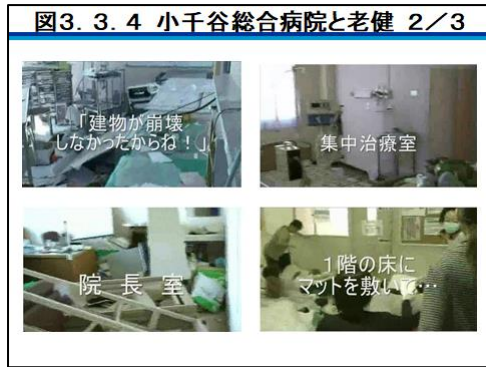 図3．3．4 小千谷総合病院と老健 2／3
「建物が崩壊
しなかったからね！」
集中治療室
院長室
1階の床に
マットを敷いて…